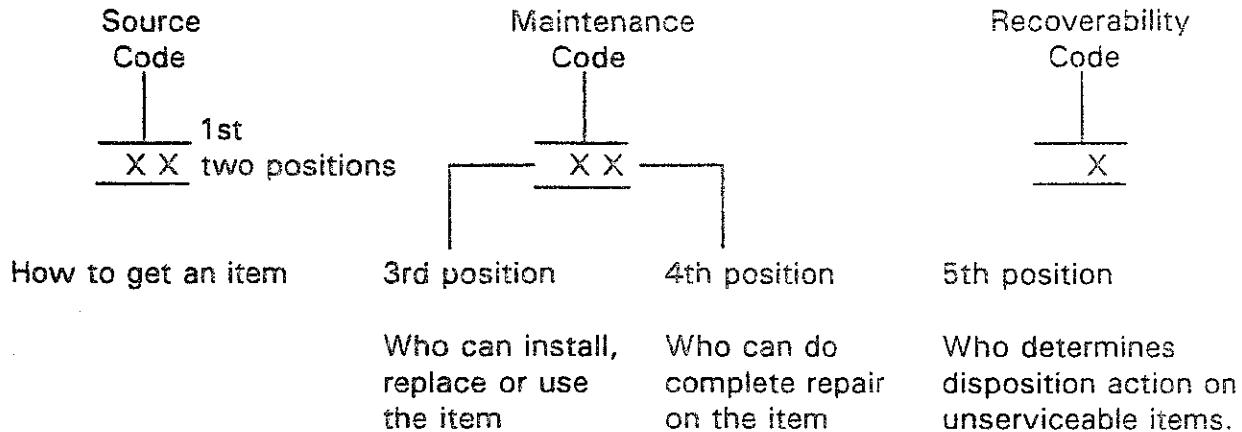 Source
Code
Maintenance
Code
Recoverability
Code
1st
X X two positions
X X
X
How to get an item
3rd position
4th position
5th position
Who can install,
replace or use
the item
Who can do
complete repair
on the item
Who determines
disposition action on
unserviceable items.